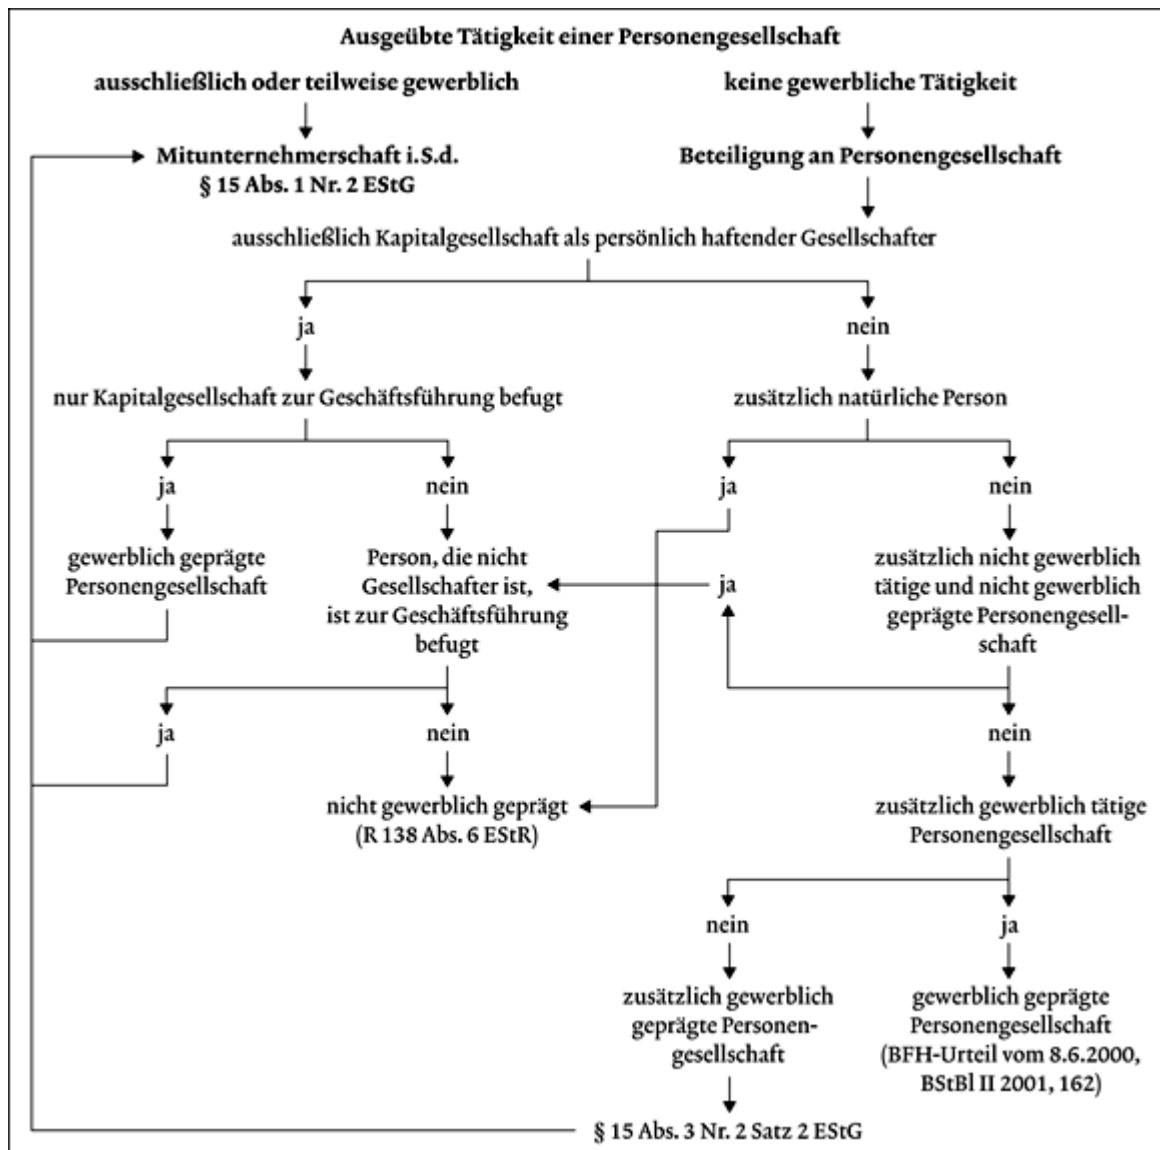 Ausgeübte Tätigkeit einer Personengesellschaft
ausschließlich oder teilweise gewerblich
keine gewerbliche Tätigkeit
Mitunternehmerschaft i.S.d.
§ 15 Abs. 1 Nr. 2 EStG
Beteiligung an Personengesellschaft
ausschließlich Kapitalgesellschaft als persönlich haftender Gesellschafter
ja
nein
nur Kapitalgesellschaft zur Geschäftsführung befugt
zusätzlich natürliche Person
ja
nein
ja
nein
gewerblich geprägte
Personengesellschaft
Person, die nicht
Gesellschafter ist,
ist zur Geschäftsführung
befugt
ja
zusätzlich nicht gewerblich
tätige und nicht gewerblich
geprägte Personengesell-
schaft
ja
nein
nein
nicht gewerblich geprägt
(R 138 Abs. 6 EStR)
zusätzlich gewerblich tätige
Personengesellschaft
nein
ja
zusätzlich gewerblich
geprägte Personen-
gesellschaft
gewerblich geprägte
Personengesellschaft
(BFH-Urteil vom 8.6.2000,
BStBl II 2001, 162)
§ 15 Abs. 3 Nr. 2 Satz 2 EStG